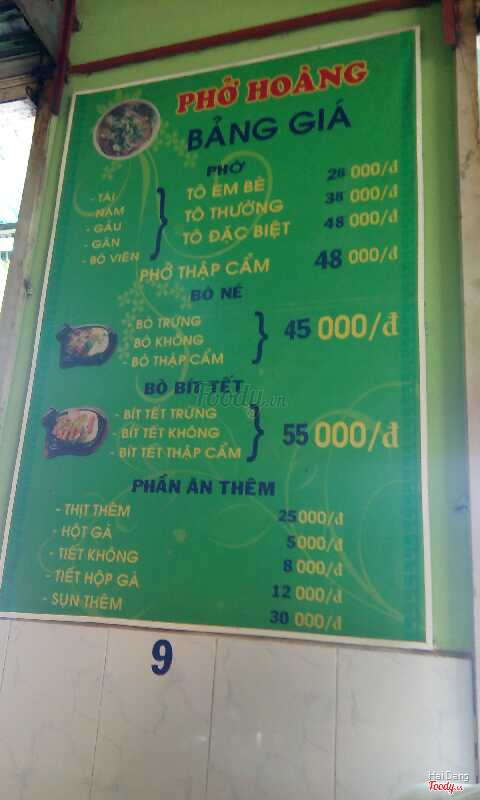 PHỞ HOÀNG
BẢNG GIÁ
PHỞ
- TÁI
- NẠM
- GẦU
- GÂN
- BÒ VIÊN
TÔ EM BÉ 28 000/đ
TÔ THƯỜNG 38 000/đ
TÔ ĐẶC BIỆT 48 000/đ
PHỞ THẬP CẨM 48 000/đ
BÒ NÉ
- BÒ TRỨNG
- BÒ KHÔNG
- BÒ THẬP CẨM
45 000/đ
BÒ BÍT TẾT
- BÍT TẾT TRỨNG
- BÍT TẾT KHÔNG
- BÍT TẾT THẬP CẨM
55 000/đ
PHẦN ĂN THÊM
- THỊT THÊM 25 000/đ
- HỘT GÀ 5 000/đ
- TIẾT KHÔNG 8 000/đ
- TIẾT HỘP GÀ 12 000/đ
- SỤN THÊM 30 000/đ
9
Foody.vn
Hai Dang
Foody.vn